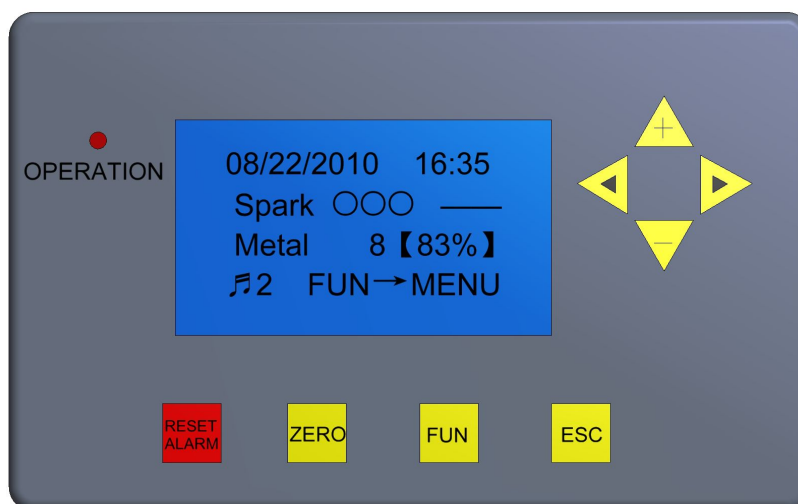 OPERATION
08/22/2010 16:35
Spark ○○○ ——
Metal 8【83%】
♬2 FUN→MENU
+
−
RESET
ALARM
ZERO
FUN
ESC